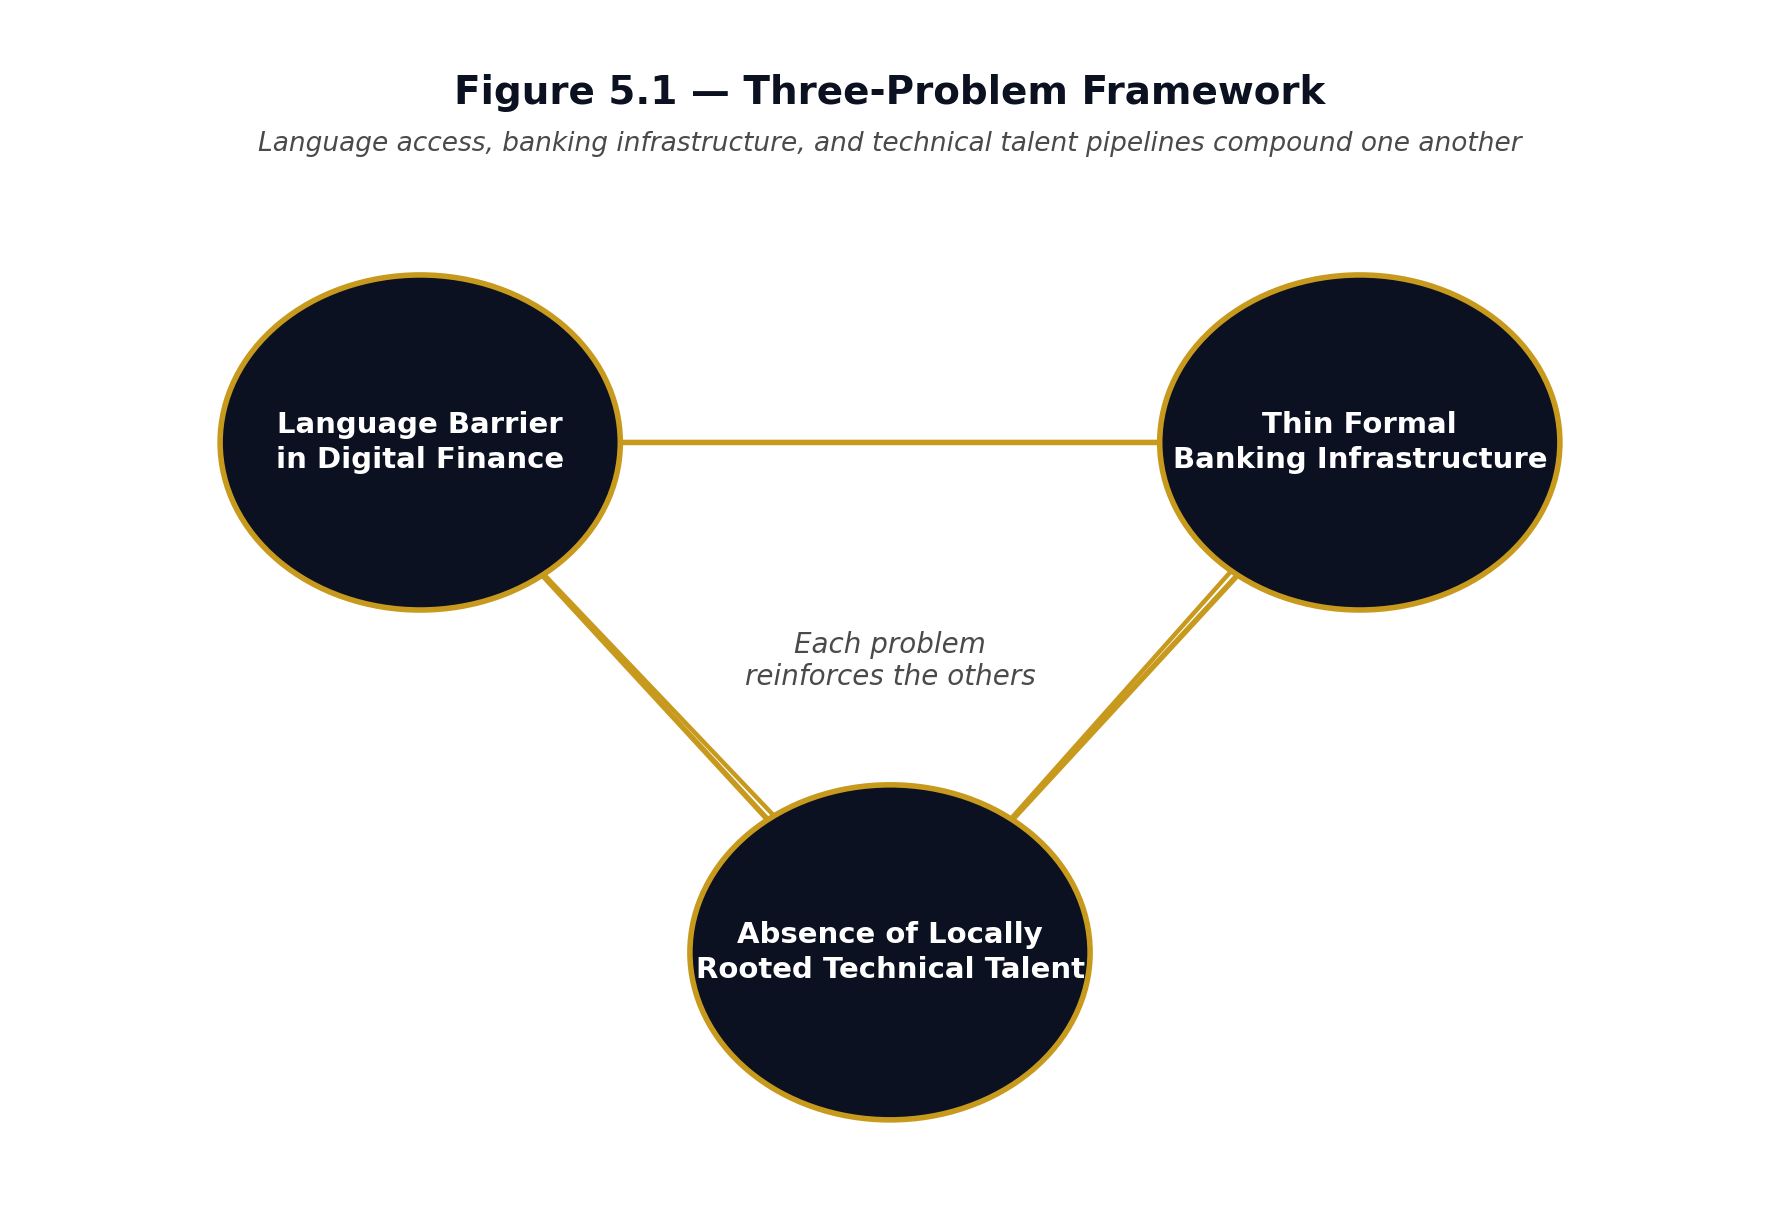 Figure 5.1 — Three-Problem Framework
Language access, banking infrastructure, and technical talent pipelines compound one another
Language Barrier
in Digital Finance
Thin Formal
Banking Infrastructure
Each problem
reinforces the others
Absence of Locally
Rooted Technical Talent